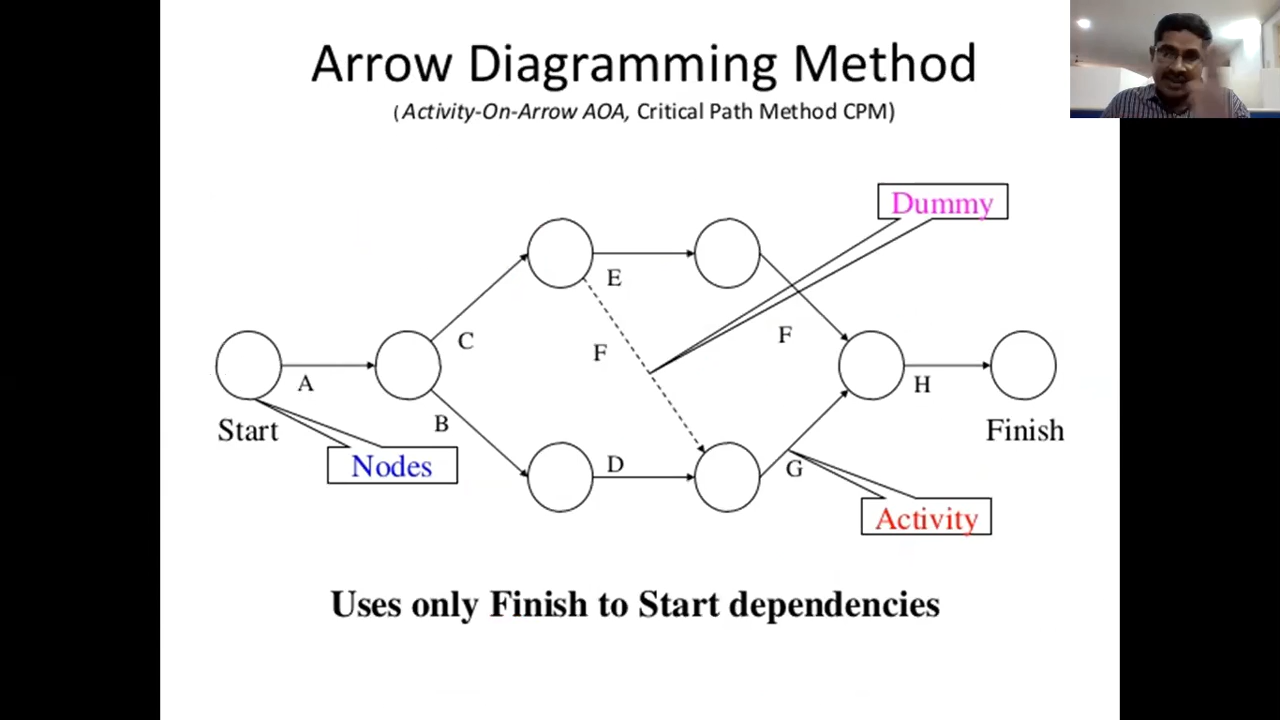 Arrow Diagramming Method
(Activity-On-Arrow AOA, Critical Path Method CPM)
Dummy
E
C
F
F
A
H
B
Start
Finish
Nodes
D
G
Activity
Uses only Finish to Start dependencies